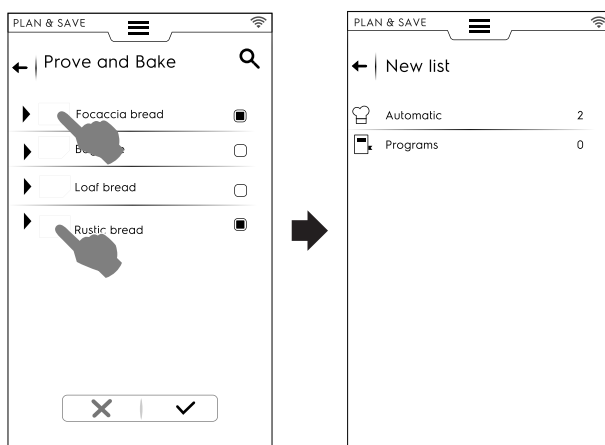 PLAN & SAVE
Prove and Bake
Focaccia bread
Loaf bread
Rustic bread
PLAN & SAVE
New list
Automatic 2
Programs 0